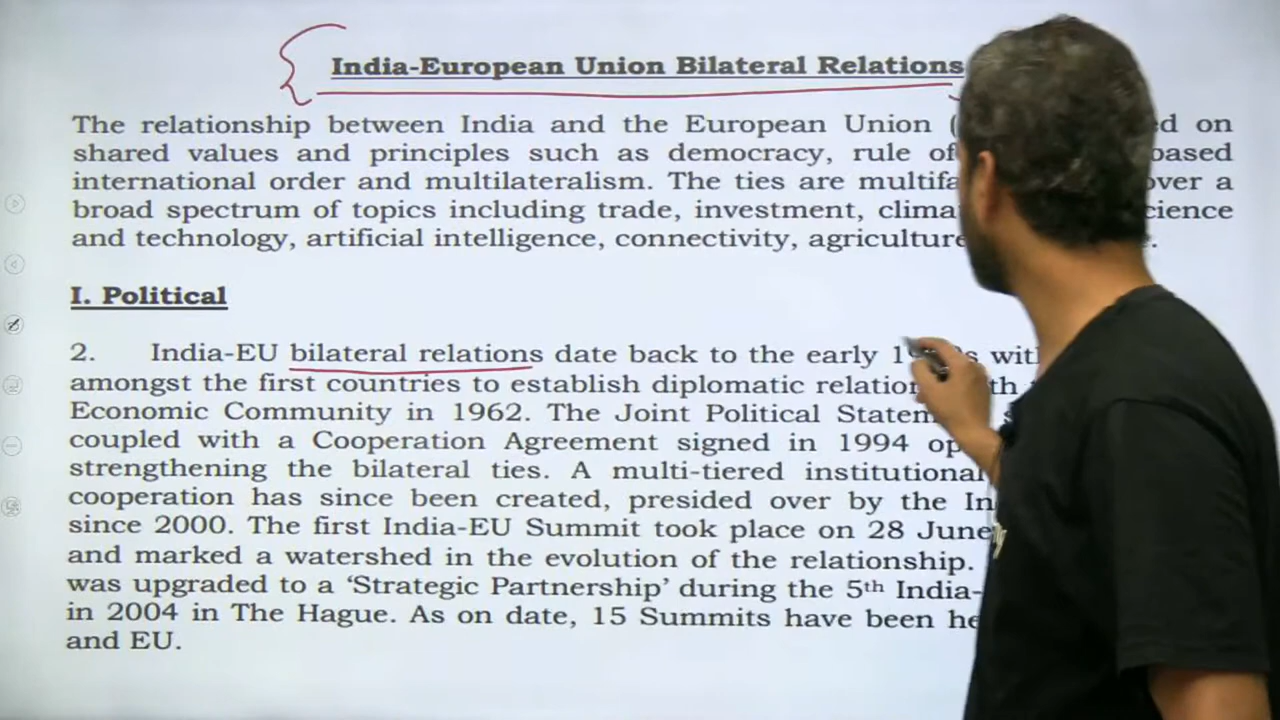 India-European Union Bilateral Relations
The relationship between India and the European Union ( d on
shared values and principles such as democracy, rule of based
international order and multilateralism. The ties are over a
broad spectrum of topics including trade, investment,
and technology, artificial intelligence, connectivity, agriculture
I. Political
2. India-EU bilateral relations date back to the early
amongst the first countries to establish diplomatic
Economic Community in 1962. The Joint Political
coupled with a Cooperation Agreement signed in 1994
strengthening the bilateral ties. A multi-tiered institutional
cooperation has since been created, presided over by the
since 2000. The first India-EU Summit took place on 28 June
and marked a watershed in the evolution of the relationship.
was upgraded to a ‘Strategic Partnership’ during the 5th India-
in 2004 in The Hague. As on date, 15 Summits have been
and EU.